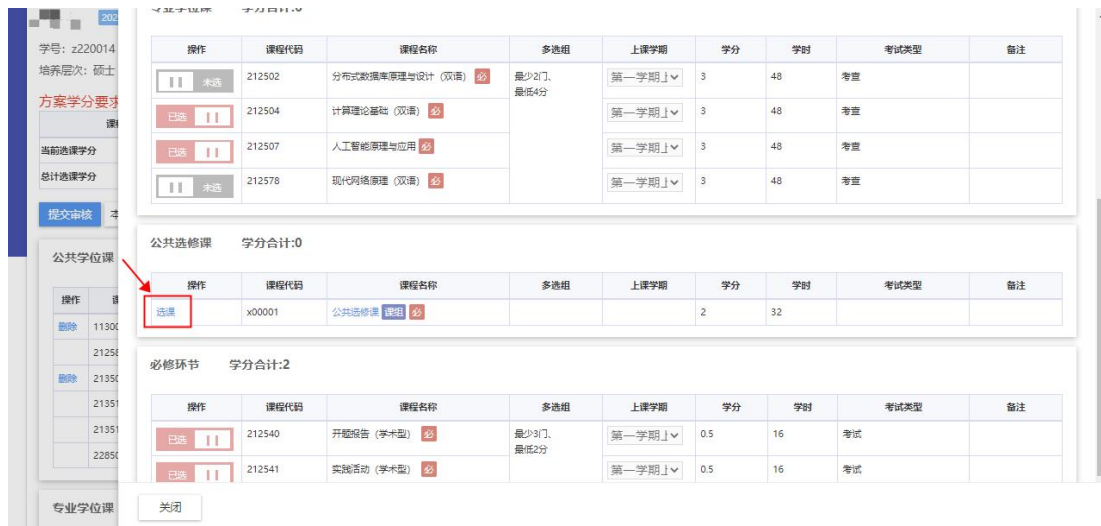 202
学号: z220014
培养层次: 硕士
方案学分要求
当前选课学分
总计选课学分
提交审核
公共学位课
操作
删除 11300
2125
删除 2135
2135
2135
2285
专业学位课
学分合计:0
操作 课程代码 课程名称 多选组 上课学期 学分 学时 考试类型 备注
未选 212502 分布式数据库原理与设计（双语） 必 最少2门、 第一学期上 3 48 考查
最低4分
已选 212504 计算理论基础（双语） 必 第一学期上 3 48 考查
已选 212507 人工智能原理与应用 必 第一学期上 3 48 考查
未选 212578 现代网络原理（双语） 必 第一学期上 3 48 考查
公共选修课 学分合计:0
操作 课程代码 课程名称 多选组 上课学期 学分 学时 考试类型 备注
选课 x00001 公共选修课 课组 必 2 32
必修环节 学分合计:2
操作 课程代码 课程名称 多选组 上课学期 学分 学时 考试类型 备注
已选 212540 开题报告（学术型） 必 最少3门、 第一学期上 0.5 16 考试
最低2分
已选 212541 实践活动（学术型） 必 第一学期上 0.5 16 考试
关闭